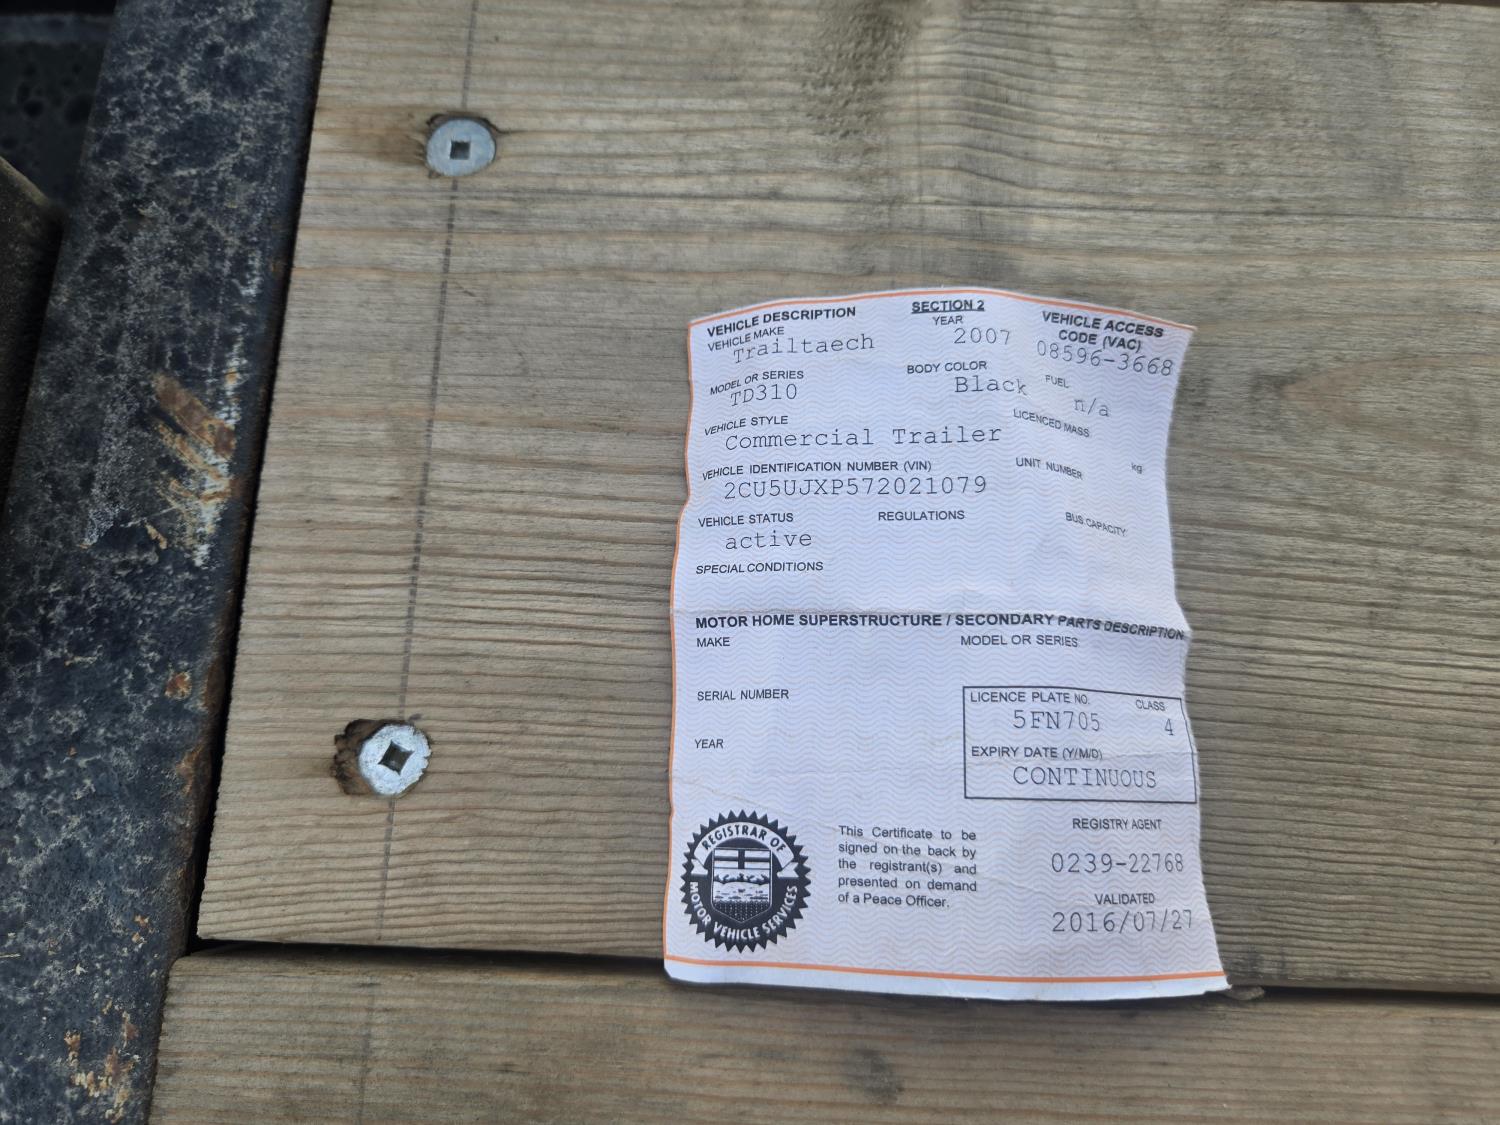 VEHICLE DESCRIPTION SECTION 2
VEHICLE MAKE YEAR VEHICLE ACCESS CODE (VAC)
Trailtaech 2007 08596-3668
MODEL OR SERIES BODY COLOR FUEL
TD310 Black n/a
VEHICLE STYLE LICENCED MASS
Commercial Trailer
kg
VEHICLE IDENTIFICATION NUMBER (VIN) UNIT NUMBER
2CU5UJXP572021079
VEHICLE STATUS REGULATIONS BUS CAPACITY
active
SPECIAL CONDITIONS
MOTOR HOME SUPERSTRUCTURE / SECONDARY PARTS DESCRIPTION
MAKE MODEL OR SERIES
SERIAL NUMBER
YEAR
LICENCE PLATE NO. CLASS
5FN705 4
EXPIRY DATE (Y/M/D)
CONTINUOUS
REGISTRAR OF
MOTOR VEHICLE SERVICES
This Certificate to be
signed on the back by
the registrant(s) and
presented on demand
of a Peace Officer.
REGISTRY AGENT
0239-22768
VALIDATED
2016/07/27